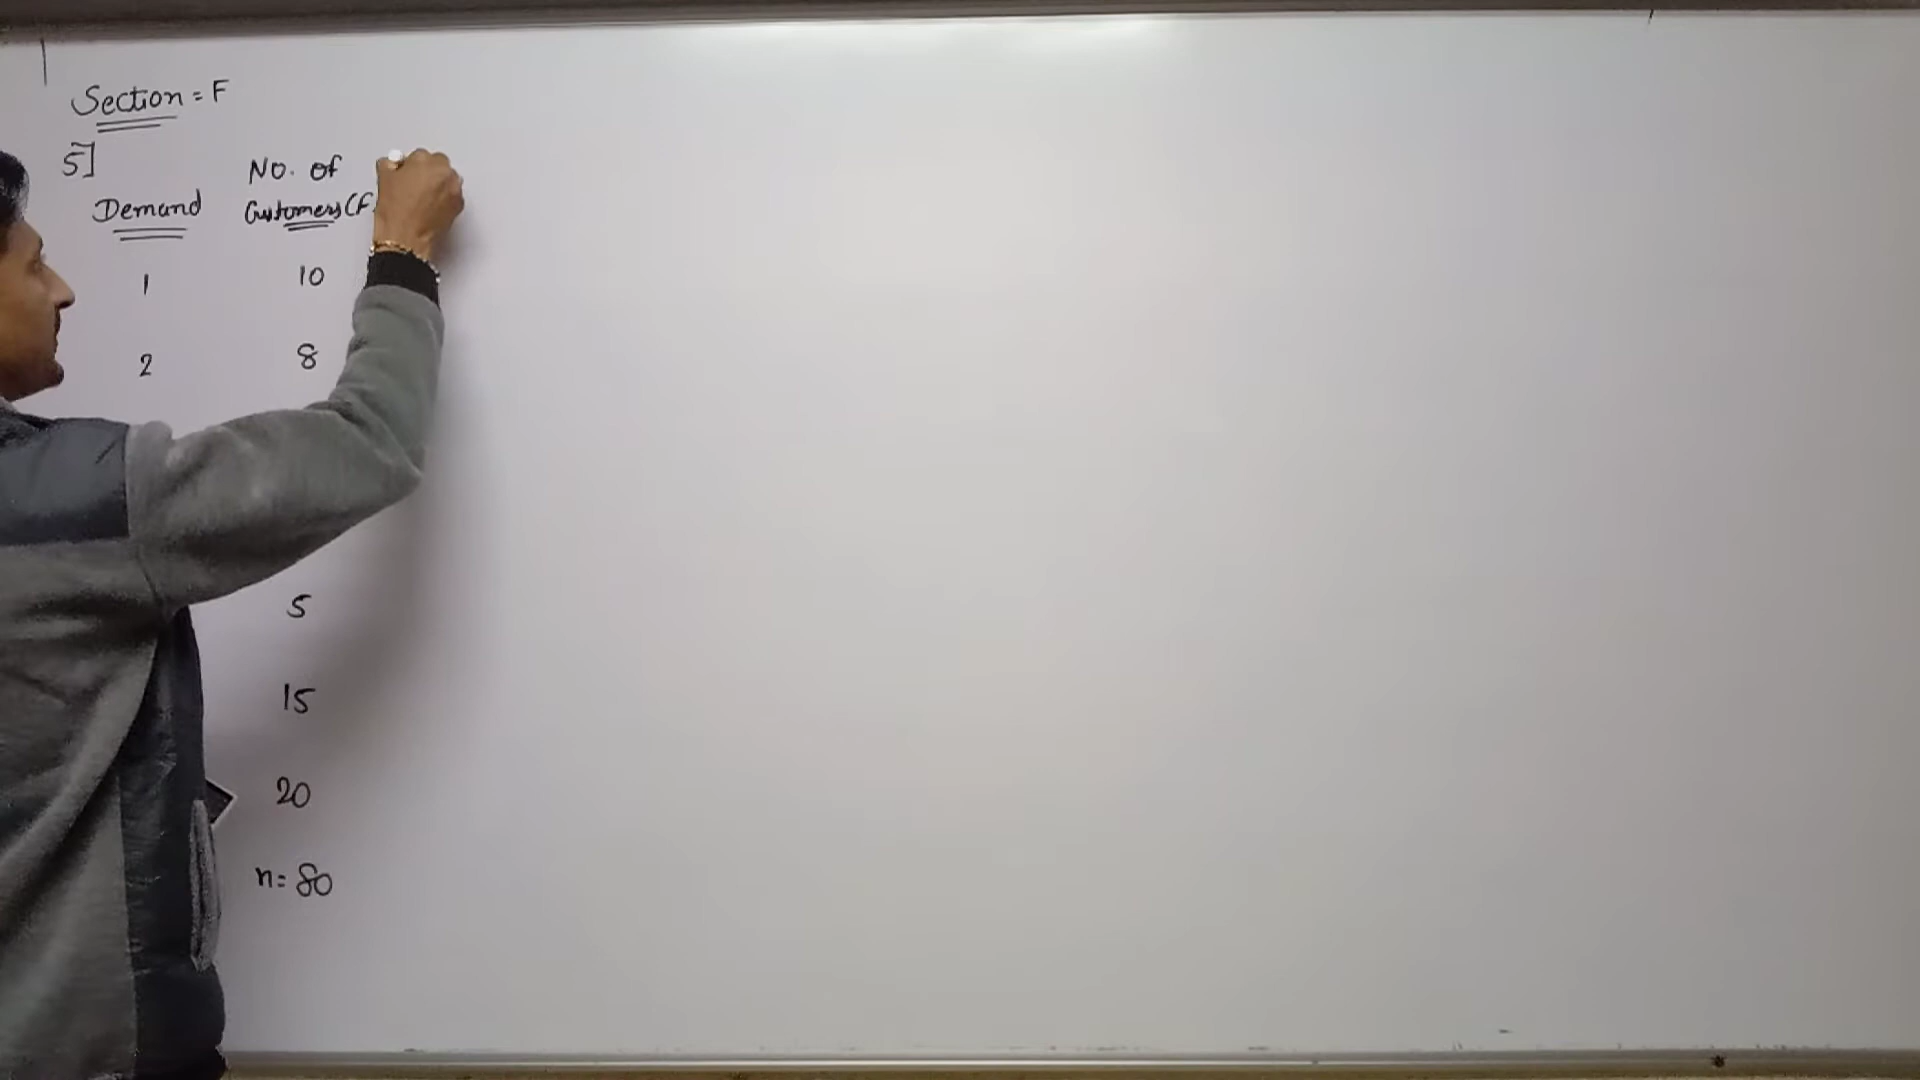 Section = F
5]
No. of
Demand Customers (F
1 10
2 8
5
15
20
n = 80